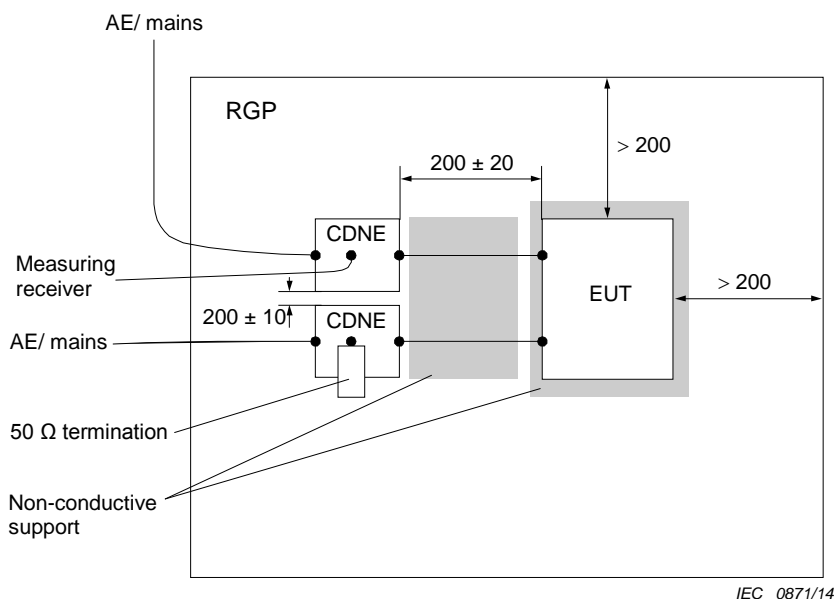 AE/ mains
RGP
> 200
200 ± 20
CDNE
Measuring
receiver
EUT
> 200
200 ± 10
CDNE
AE/ mains
50 Ω termination
Non-conductive
support
IEC 0871/14